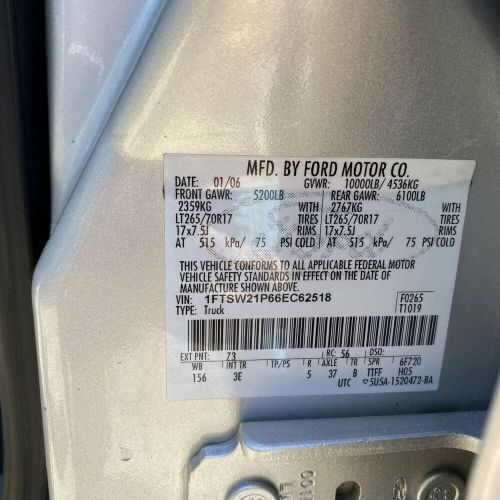 MFD. BY FORD MOTOR CO.
DATE: 01/06 GVWR: 10000LB/ 4536KG
FRONT GAWR: 5200LB REAR GAWR: 6100LB
2359KG WITH 2767KG WITH
LT265/70R17 TIRES LT265/70R17 TIRES
17x7.5J RIMS 17x7.5J RIMS
AT 515 kPa/ 75 PSI COLD AT 515 kPa/ 75 PSI COLD
THIS VEHICLE CONFORMS TO ALL APPLICABLE FEDERAL MOTOR
VEHICLE SAFETY STANDARDS IN EFFECT ON THE DATE OF
MANUFACTURE SHOWN ABOVE.
VIN: 1FTSW21P66EC62518 F0265
TYPE: Truck T1019
EXT PNT: Z3 RC: 56 DSO:
WB INT TR TP/PS R AXLE TR SPR 6F720
156 3E 5 37 B TTFF H05
UTC ▽5U5A-1520472-BA